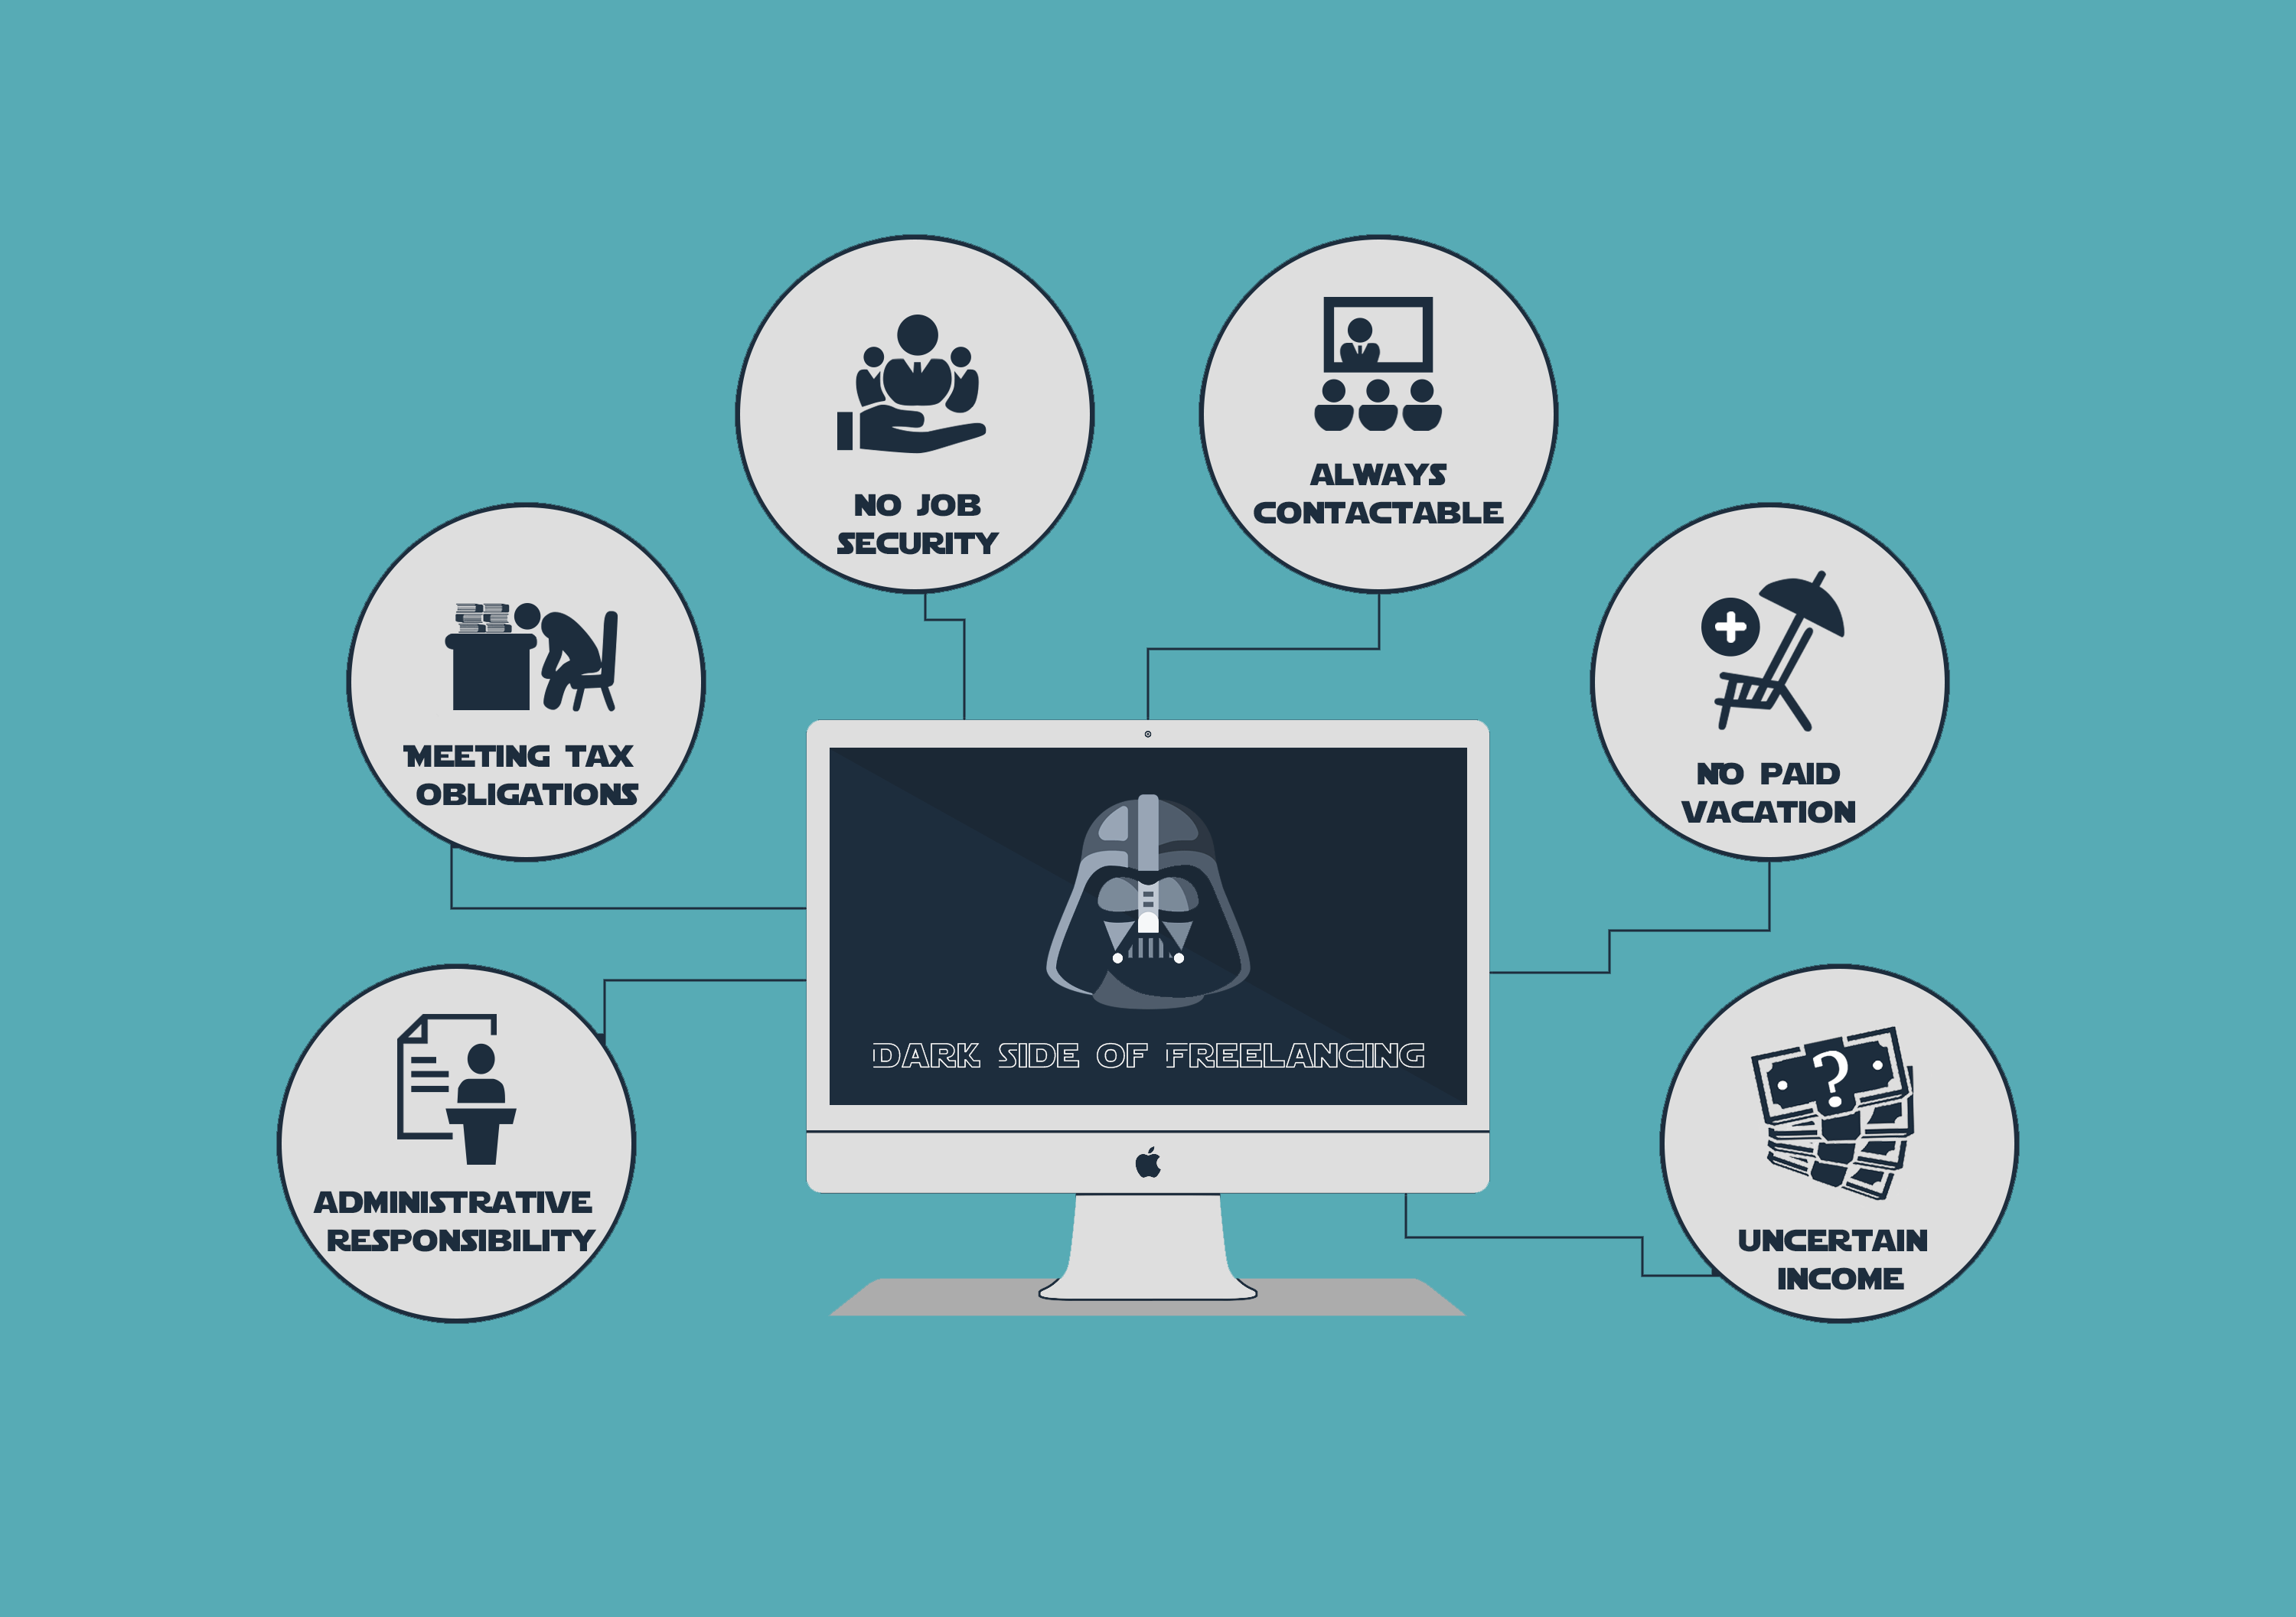 NO JOB
SECURITY
ALWAYS
CONTACTABLE
MEETING TAX
OBLIGATIONS
NO PAID
VACATION
DARK SIDE OF FREELANCING
ADMINISTRATIVE
RESPONSIBILITY
?
UNCERTAIN
INCOME